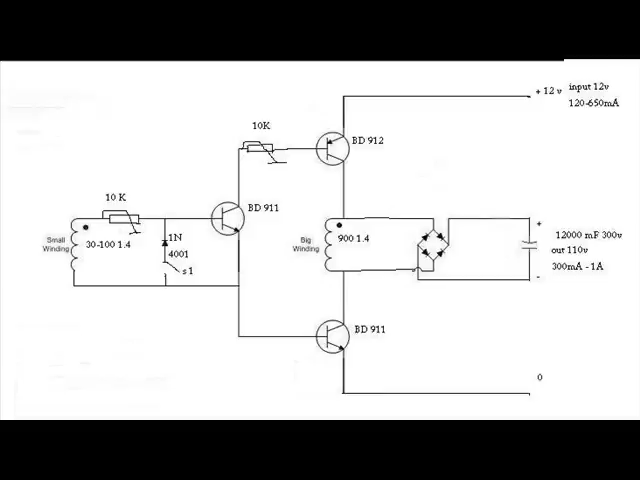 + 12 v
input 12v
120-650mA
10K
BD 912
10 K
BD 911
Small
Winding
30-100 1.4
1N
4001
s 1
Big
Winding
900 1.4
+
12000 mF 300v
out 110v
300mA - 1A
-
BD 911
0